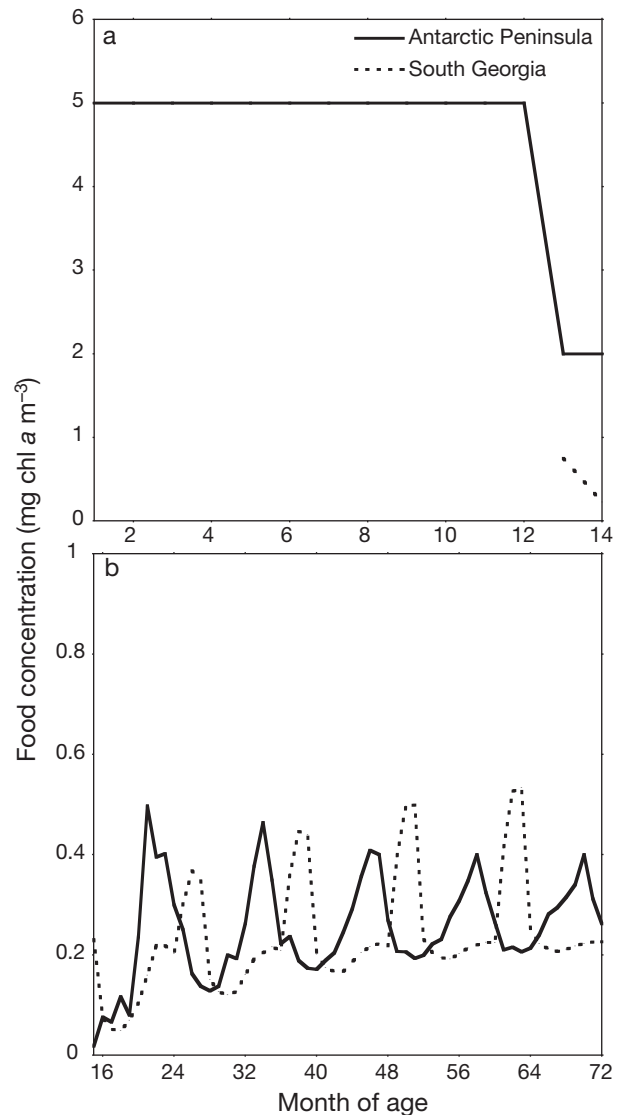 a
Antarctic Peninsula
South Georgia
6
5
4
3
2
1
0
2 4 6 8 10 12 14
Food concentration (mg chl a m⁻³)
b
1
0.8
0.6
0.4
0.2
0
16 24 32 40 48 56 64 72
Month of age